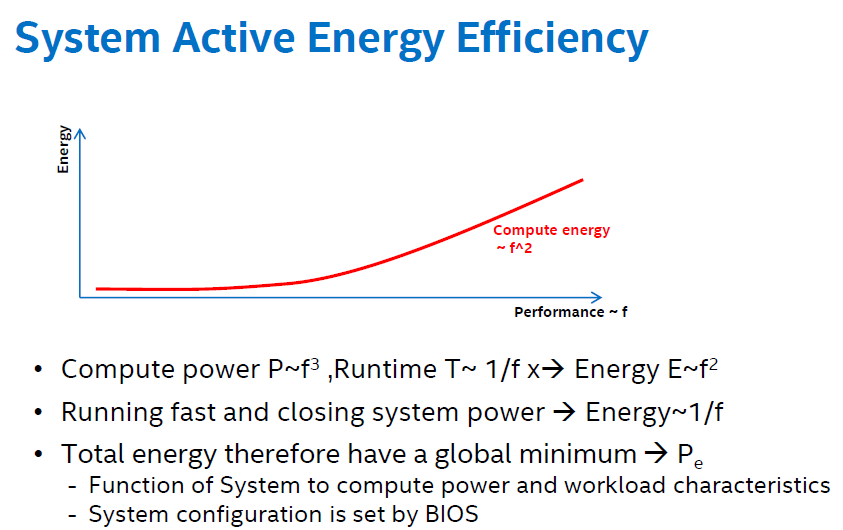 System Active Energy Efficiency
Energy
Compute energy
~ f^2
Performance ~ f
• Compute power P~f³ ,Runtime T~ 1/f x→ Energy E~f²
• Running fast and closing system power → Energy~1/f
• Total energy therefore have a global minimum → Pₑ
- Function of System to compute power and workload characteristics
- System configuration is set by BIOS